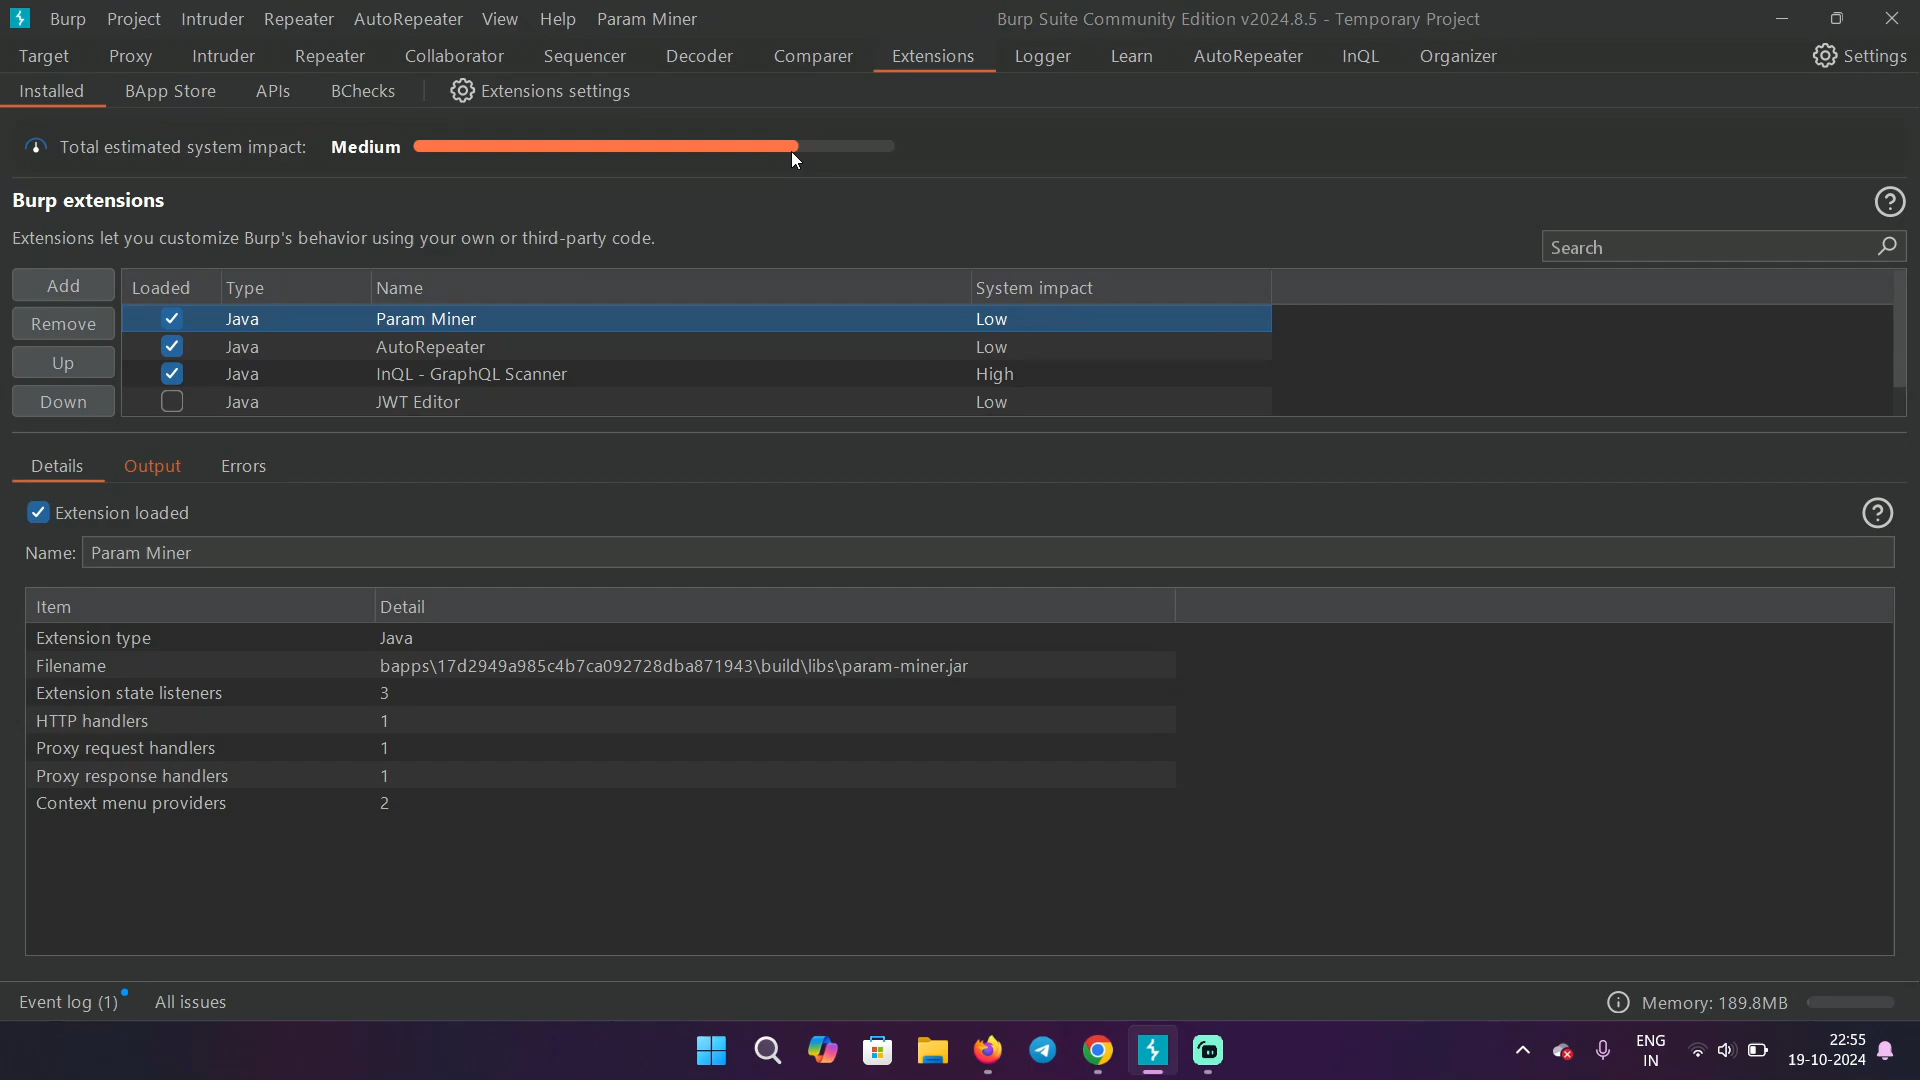 Burp Project Intruder Repeater AutoRepeater View Help Param Miner Burp Suite Community Edition v2024.8.5 - Temporary Project
Target Proxy Intruder Repeater Collaborator Sequencer Decoder Comparer Extensions Logger Learn AutoRepeater InQL Organizer Settings
Installed BApp Store APIs BChecks Extensions settings
Total estimated system impact: Medium
Burp extensions
Extensions let you customize Burp's behavior using your own or third-party code.
Search
Add
Remove
Up
Down
Loaded Type Name System impact
Java Param Miner Low
Java AutoRepeater Low
Java InQL - GraphQL Scanner High
Java JWT Editor Low
Details Output Errors
Extension loaded
Name: Param Miner
Item Detail
Extension type Java
Filename bapps\17d2949a985c4b7ca092728dba871943\build\libs\param-miner.jar
Extension state listeners 3
HTTP handlers 1
Proxy request handlers 1
Proxy response handlers 1
Context menu providers 2
Event log (1) All issues Memory: 189.8MB
ENG
IN
22:55
19-10-2024